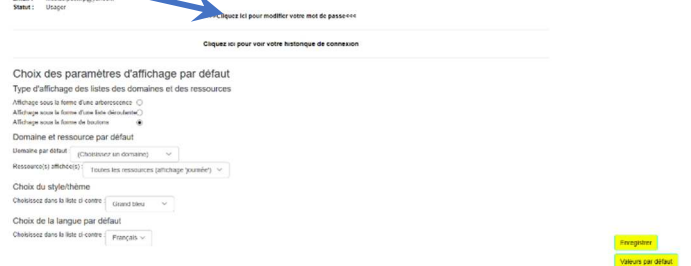 Statut : Usager
Cliquez ici pour modifier votre mot de passe<<<
Cliquez ici pour voir votre historique de connexion
Choix des paramètres d'affichage par défaut
Type d'affichage des listes des domaines et des ressources
Affichage sous la forme d'une arborescence
Affichage sous la forme d'une liste déroulante
Affichage sous la forme de boutons
Domaine et ressource par défaut
Domaine par défaut : (Choisissez un domaine)
Ressource(s) affichée(s) : Toutes les ressources (affichage 'journée')
Choix du style/thème
Choisissez dans la liste ci contre : Grand bleu
Choix de la langue par défaut
Choisissez dans la liste ci contre : Français
Enregistrer
Valeurs par défaut